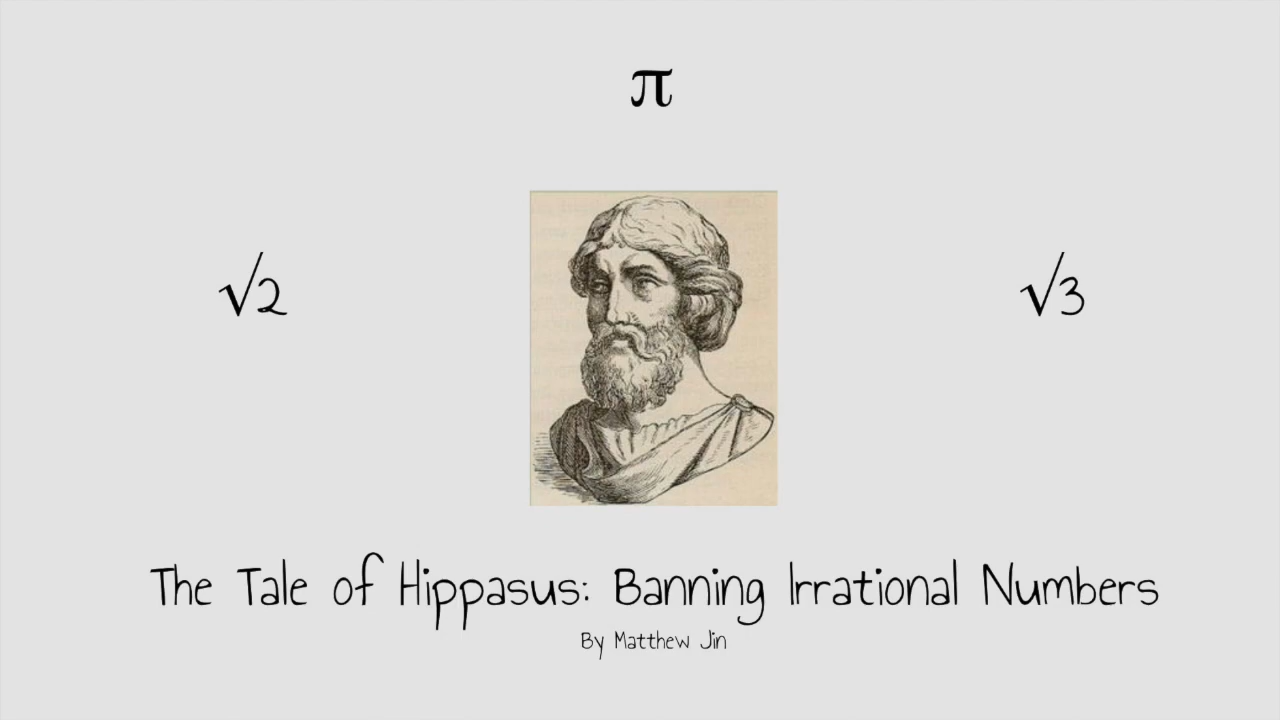 π
√2
√3
The Tale of Hippasus: Banning Irrational Numbers
By Matthew Jin